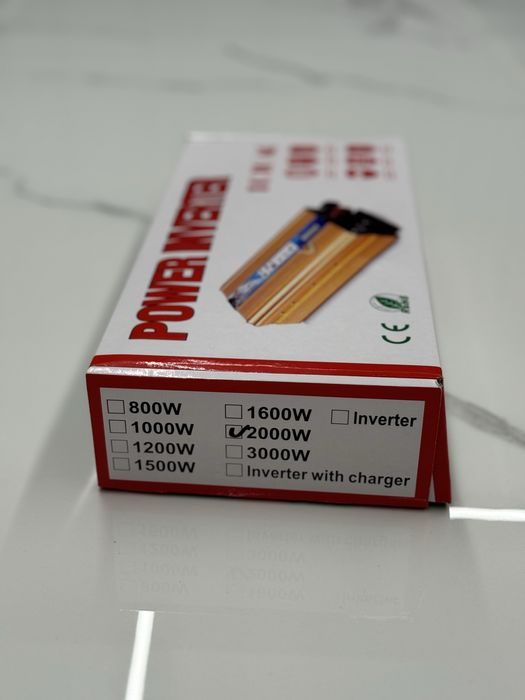 POWER INVERTER
CE
800W
1000W
1200W
1500W
1600W
2000W
3000W
Inverter with charger
Inverter